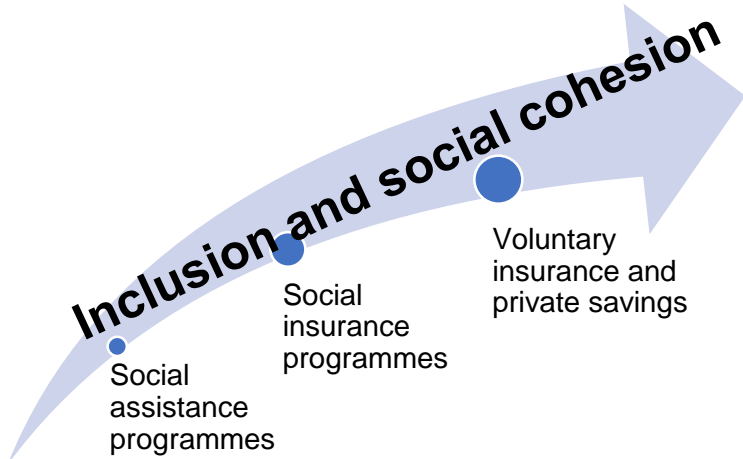 Inclusion and social cohesion
Social
assistance
programmes
Social
insurance
programmes
Voluntary
insurance and
private savings